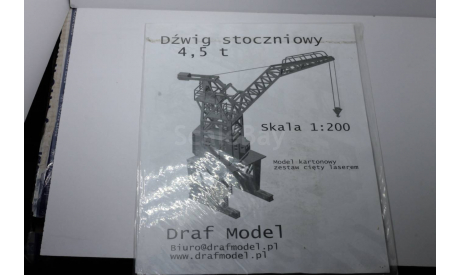 Dźwig stoczniowy
4,5 t
Skala 1:200
Model kartonowy
zestaw cięty laserem
Draf Model
Biuro@drafmodel.pl
www.drafmodel.pl